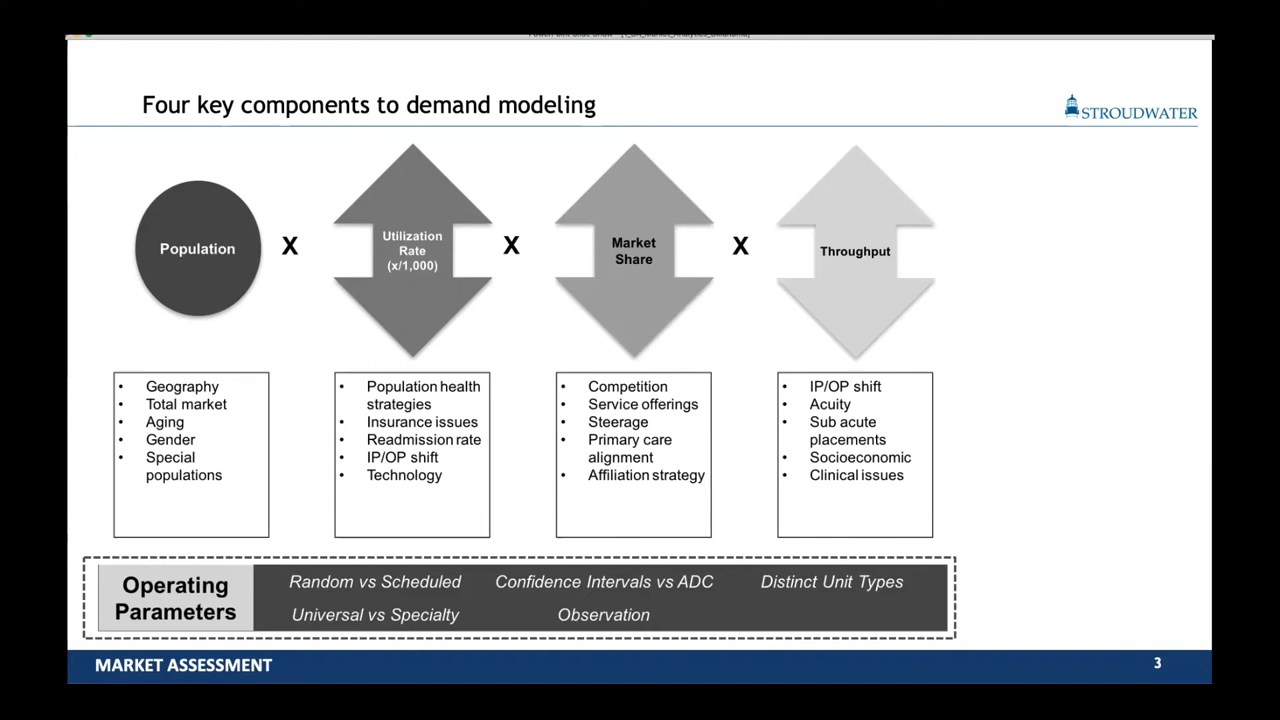 Four key components to demand modeling
STROUDWATER
Population
X
Utilization
Rate
(x/1,000)
X
Market
Share
X
Throughput
• Geography
• Total market
• Aging
• Gender
• Special
populations
• Population health
strategies
• Insurance issues
• Readmission rate
• IP/OP shift
• Technology
• Competition
• Service offerings
• Steerage
• Primary care
alignment
• Affiliation strategy
• IP/OP shift
• Acuity
• Sub acute
placements
• Socioeconomic
• Clinical issues
Operating
Parameters
Random vs Scheduled Confidence Intervals vs ADC Distinct Unit Types
Universal vs Specialty Observation
MARKET ASSESSMENT
3